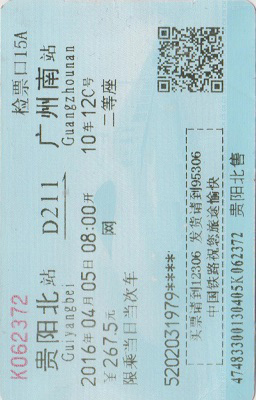 K062372 检票口15A
贵阳北站 D211 广州南站
Guiyangbei Guangzhounan
2016年04月05日08:00开 10车12C号
￥267.5元 网 二等座
限乘当日当次车
5202031979****
买票请到12306 发货请到95306
中国铁路祝您旅途愉快
47483300130405K062372 贵阳北售